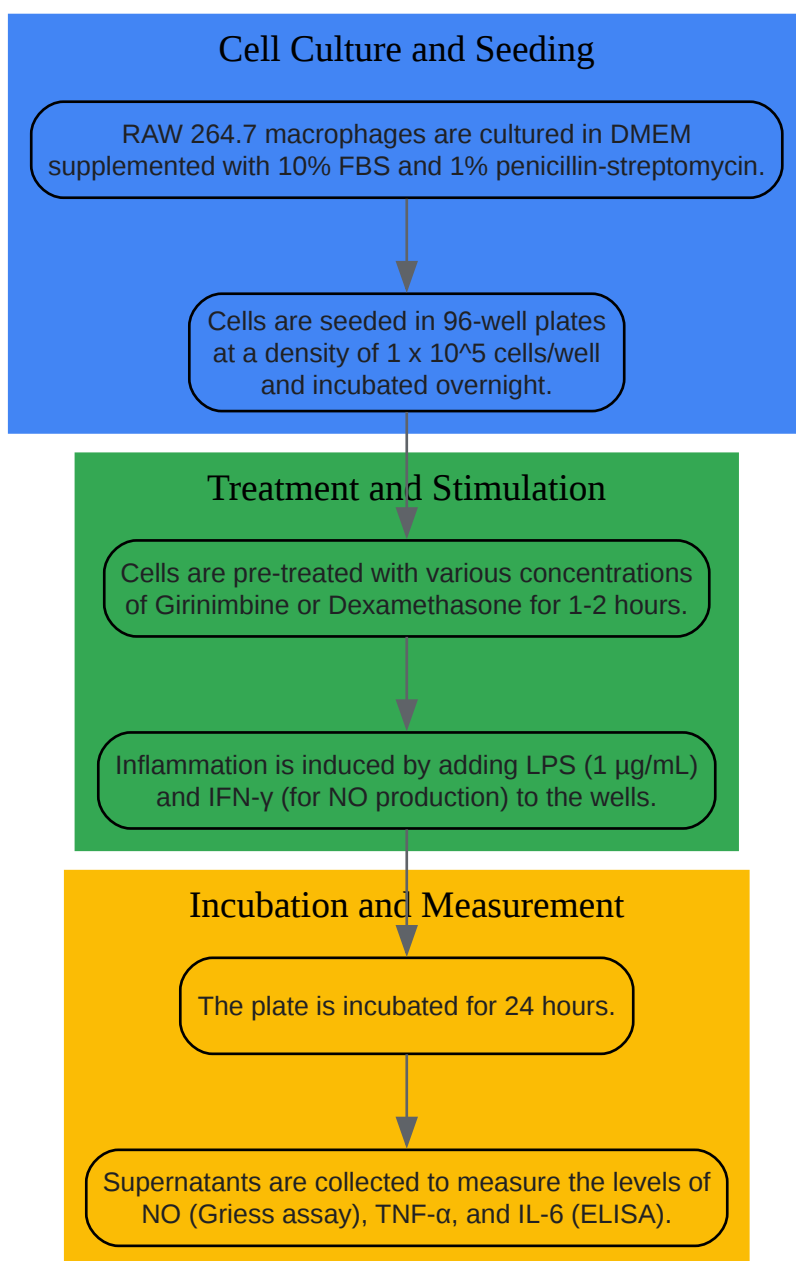 Cell Culture and Seeding
RAW 264.7 macrophages are cultured in DMEM
supplemented with 10% FBS and 1% penicillin-streptomycin.
Cells are seeded in 96-well plates
at a density of 1 x 10^5 cells/well
and incubated overnight.
Treatment and Stimulation
Cells are pre-treated with various concentrations
of Girinimbine or Dexamethasone for 1-2 hours.
Inflammation is induced by adding LPS (1 µg/mL)
and IFN-γ (for NO production) to the wells.
Incubation and Measurement
The plate is incubated for 24 hours.
Supernatants are collected to measure the levels of
NO (Griess assay), TNF-α, and IL-6 (ELISA).